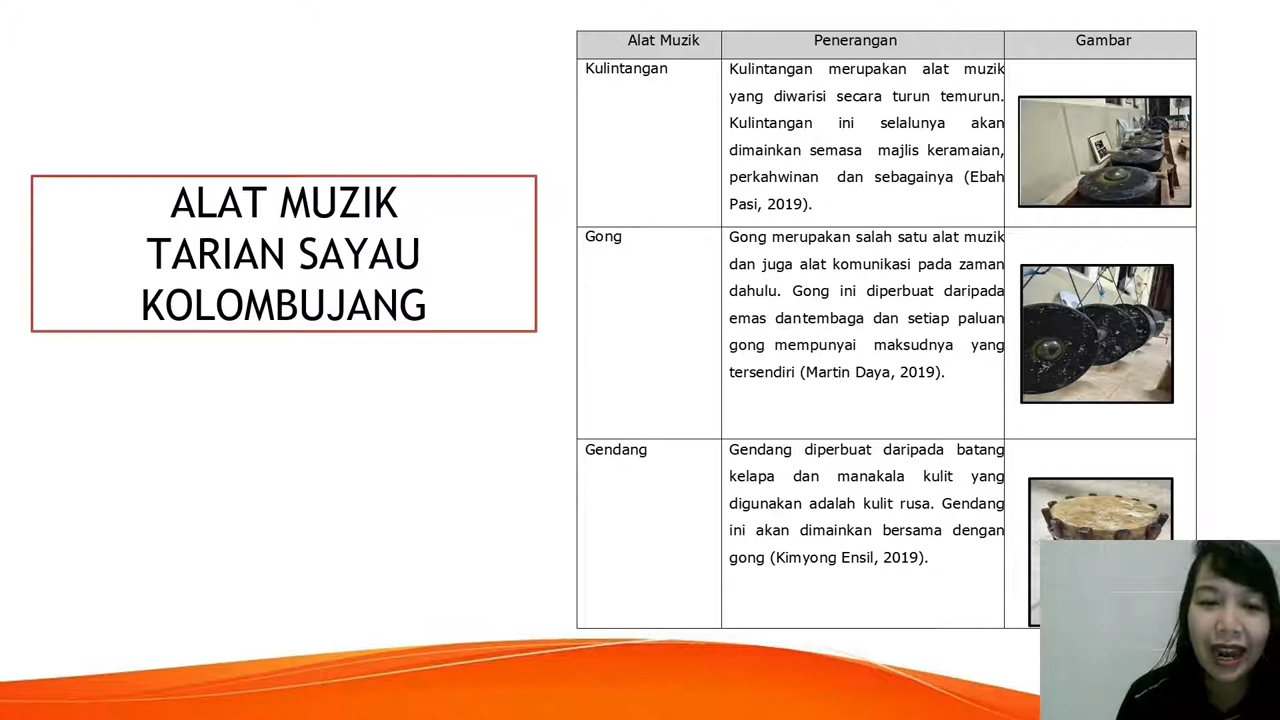 ALAT MUZIK
TARIAN SAYAU
KOLOMBUJANG
Alat Muzik Penerangan Gambar
Kulintangan
Kulintangan merupakan alat muzik
yang diwarisi secara turun temurun.
Kulintangan ini selalunya akan
dimainkan semasa majlis keramaian,
perkahwinan dan sebagainya (Ebah
Pasi, 2019).
Gong
Gong merupakan salah satu alat muzik
dan juga alat komunikasi pada zaman
dahulu. Gong ini diperbuat daripada
emas dantembaga dan setiap paluan
gong mempunyai maksudnya yang
tersendiri (Martin Daya, 2019).
Gendang
Gendang diperbuat daripada batang
kelapa dan manakala kulit yang
digunakan adalah kulit rusa. Gendang
ini akan dimainkan bersama dengan
gong (Kimyong Ensil, 2019).